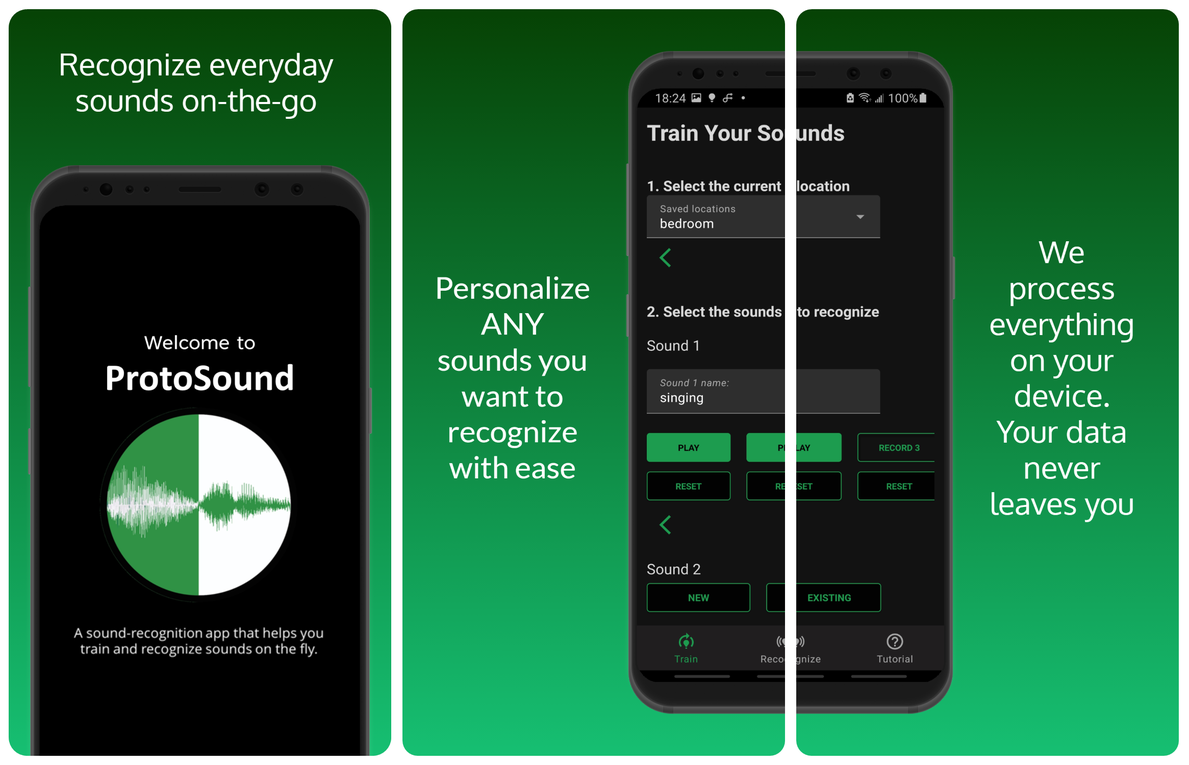 Recognize everyday
sounds on-the-go
Welcome to
ProtoSound
A sound-recognition app that helps you
train and recognize sounds on the fly.
Personalize
ANY
sounds you
want to
recognize
with ease
18:24 100%
Train Your Sounds
1. Select the current location
Saved locations
bedroom
2. Select the sounds to recognize
Sound 1
Sound 1 name:
singing
PLAY PLAY RECORD 3
RESET RESET RESET
Sound 2
NEW EXISTING
Train Recognize Tutorial
We
process
everything
on your
device.
Your data
never
leaves you